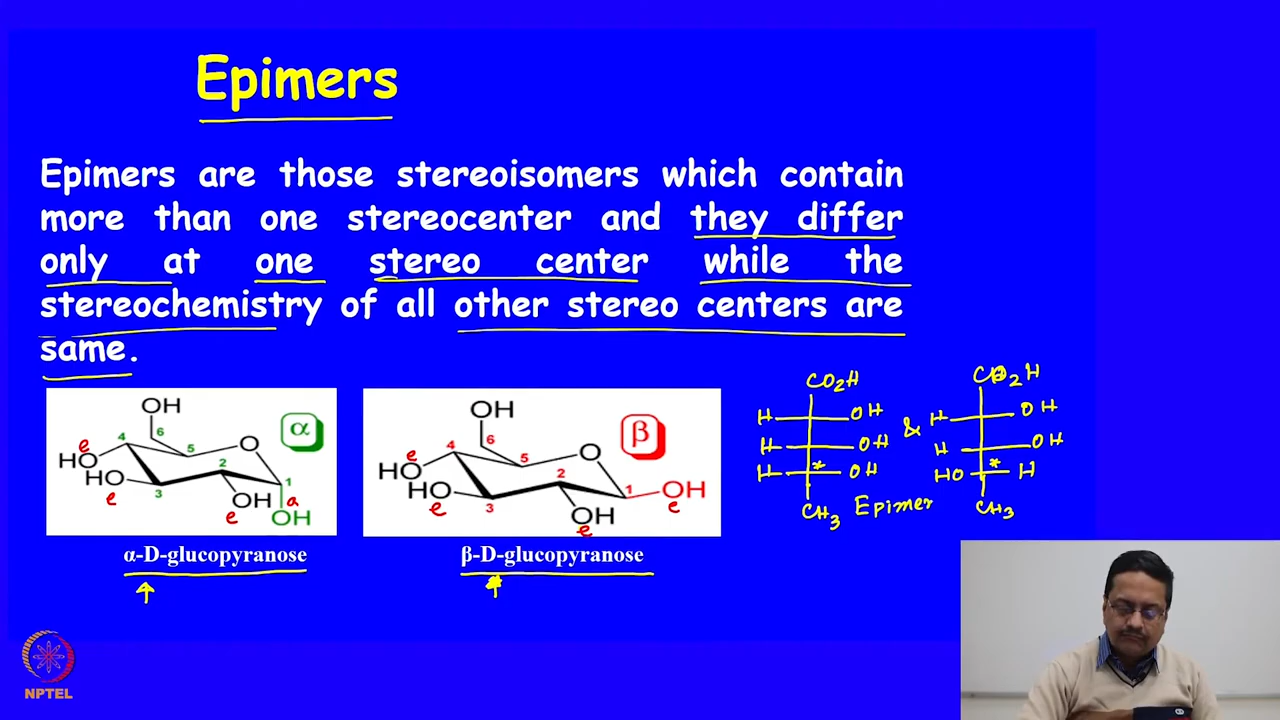 Epimers
Epimers are those stereoisomers which contain
more than one stereocenter and they differ
only at one stereo center while the
stereochemistry of all other stereo centers are
same.
OH
α
6
4
5
O
e
HO
HO
2
1
e
3
OH
a
e
OH
α-D-glucopyranose
OH
β
6
4
5
O
e
HO
HO
2
1
OH
e
3
OH
e
e
β-D-glucopyranose
CO2H
H OH
H OH
H * OH
CH3
&
CO2H
H OH
H OH
HO * H
CH3
Epimer
NPTEL